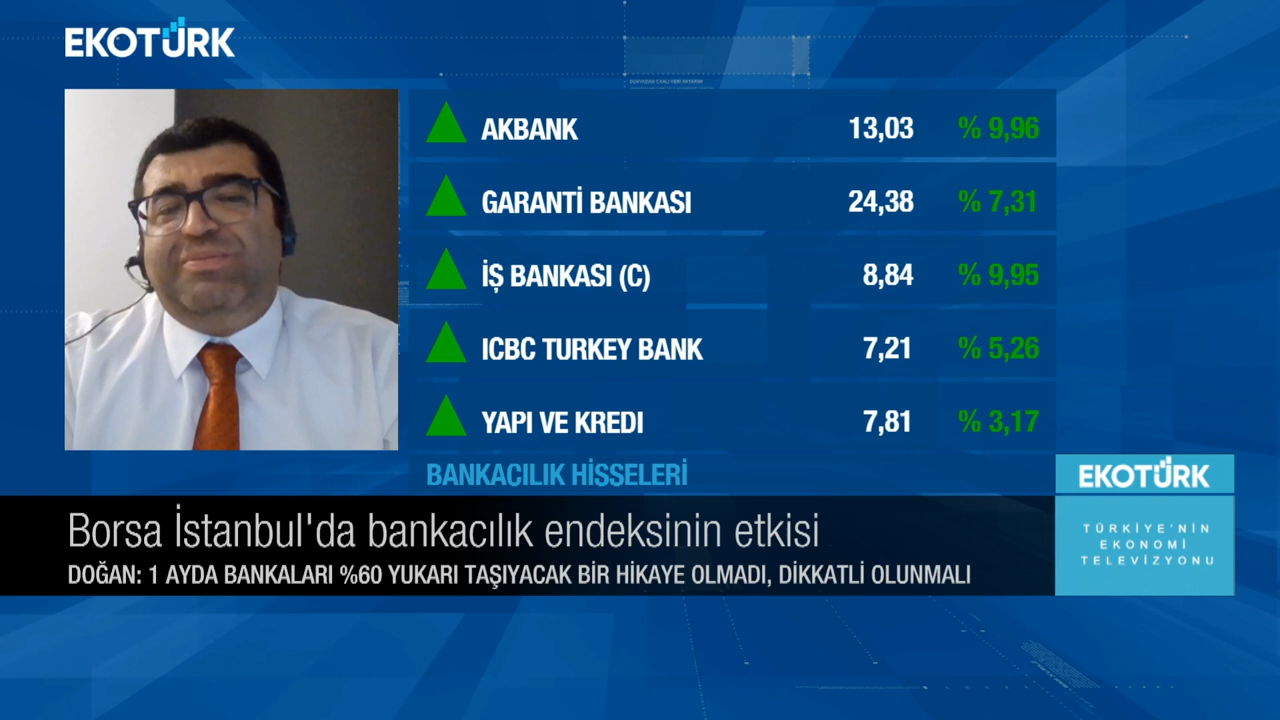 EKOTÜRK
AKBANK 13,03 % 9,96
GARANTİ BANKASI 24,38 % 7,31
İŞ BANKASI (C) 8,84 % 9,95
ICBC TURKEY BANK 7,21 % 5,26
YAPI VE KREDI 7,81 % 3,17
BANKACILIK HİSSELERİ
Borsa İstanbul'da bankacılık endeksinin etkisi
DOĞAN: 1 AYDA BANKALARI %60 YUKARI TAŞIYACAK BİR HİKAYE OLMADI, DİKKATLİ OLUNMALI
EKOTÜRK
TÜRKİYE'NİN
EKONOMİ
TELEVİZYONU